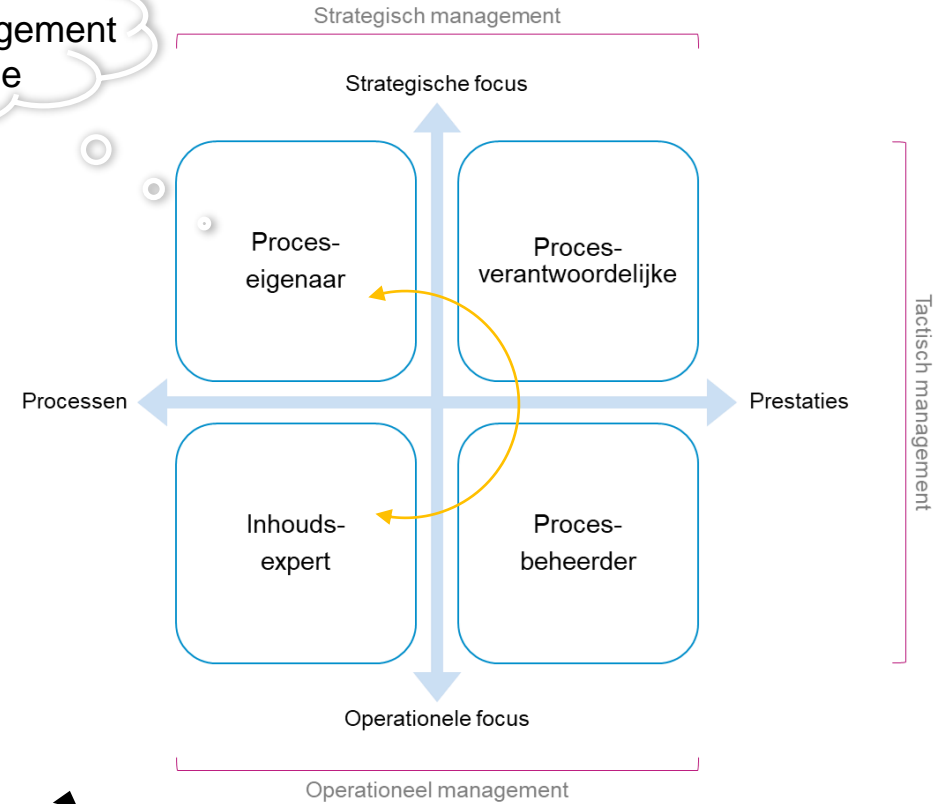 Strategisch management
gement
e
Strategische focus
Proces-
eigenaar
Proces-
verantwoordelijke
Processen
Prestaties
Tactisch management
Inhouds-
expert
Proces-
beheerder
Operationele focus
Operationeel management